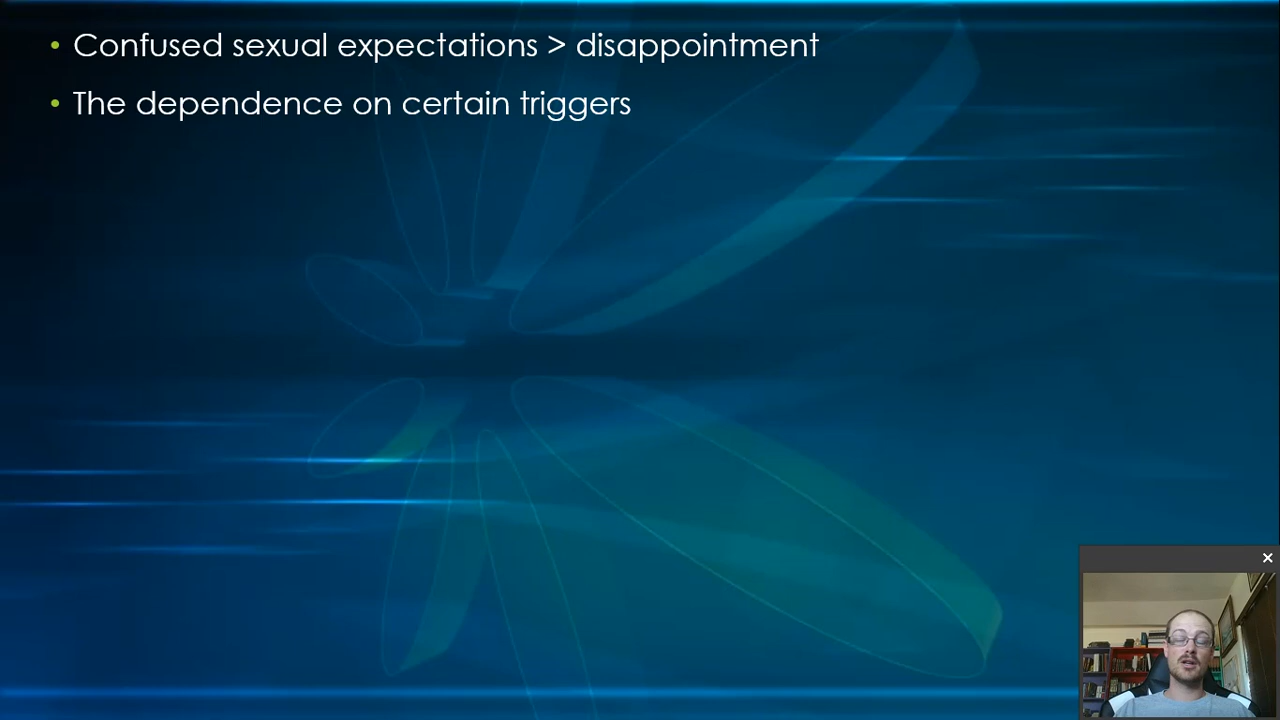 • Confused sexual expectations > disappointment
• The dependence on certain triggers